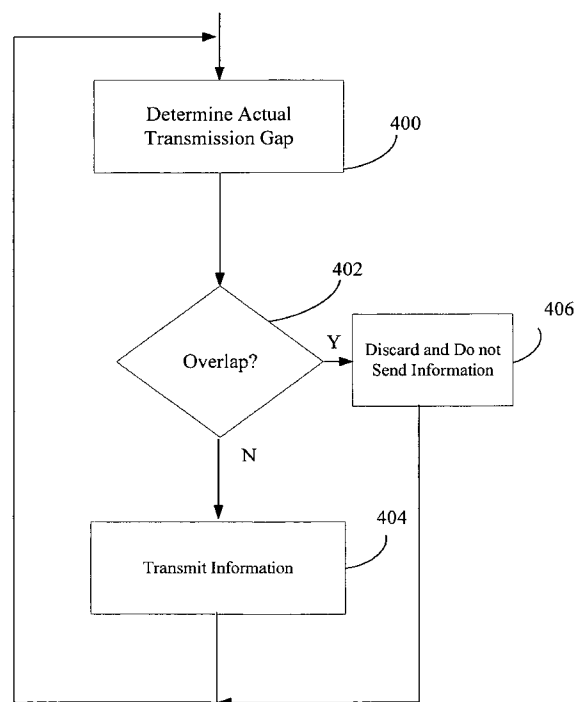 Determine Actual
Transmission Gap
400
402
Overlap?
Y
406
Discard and Do not
Send Information
N
404
Transmit Information